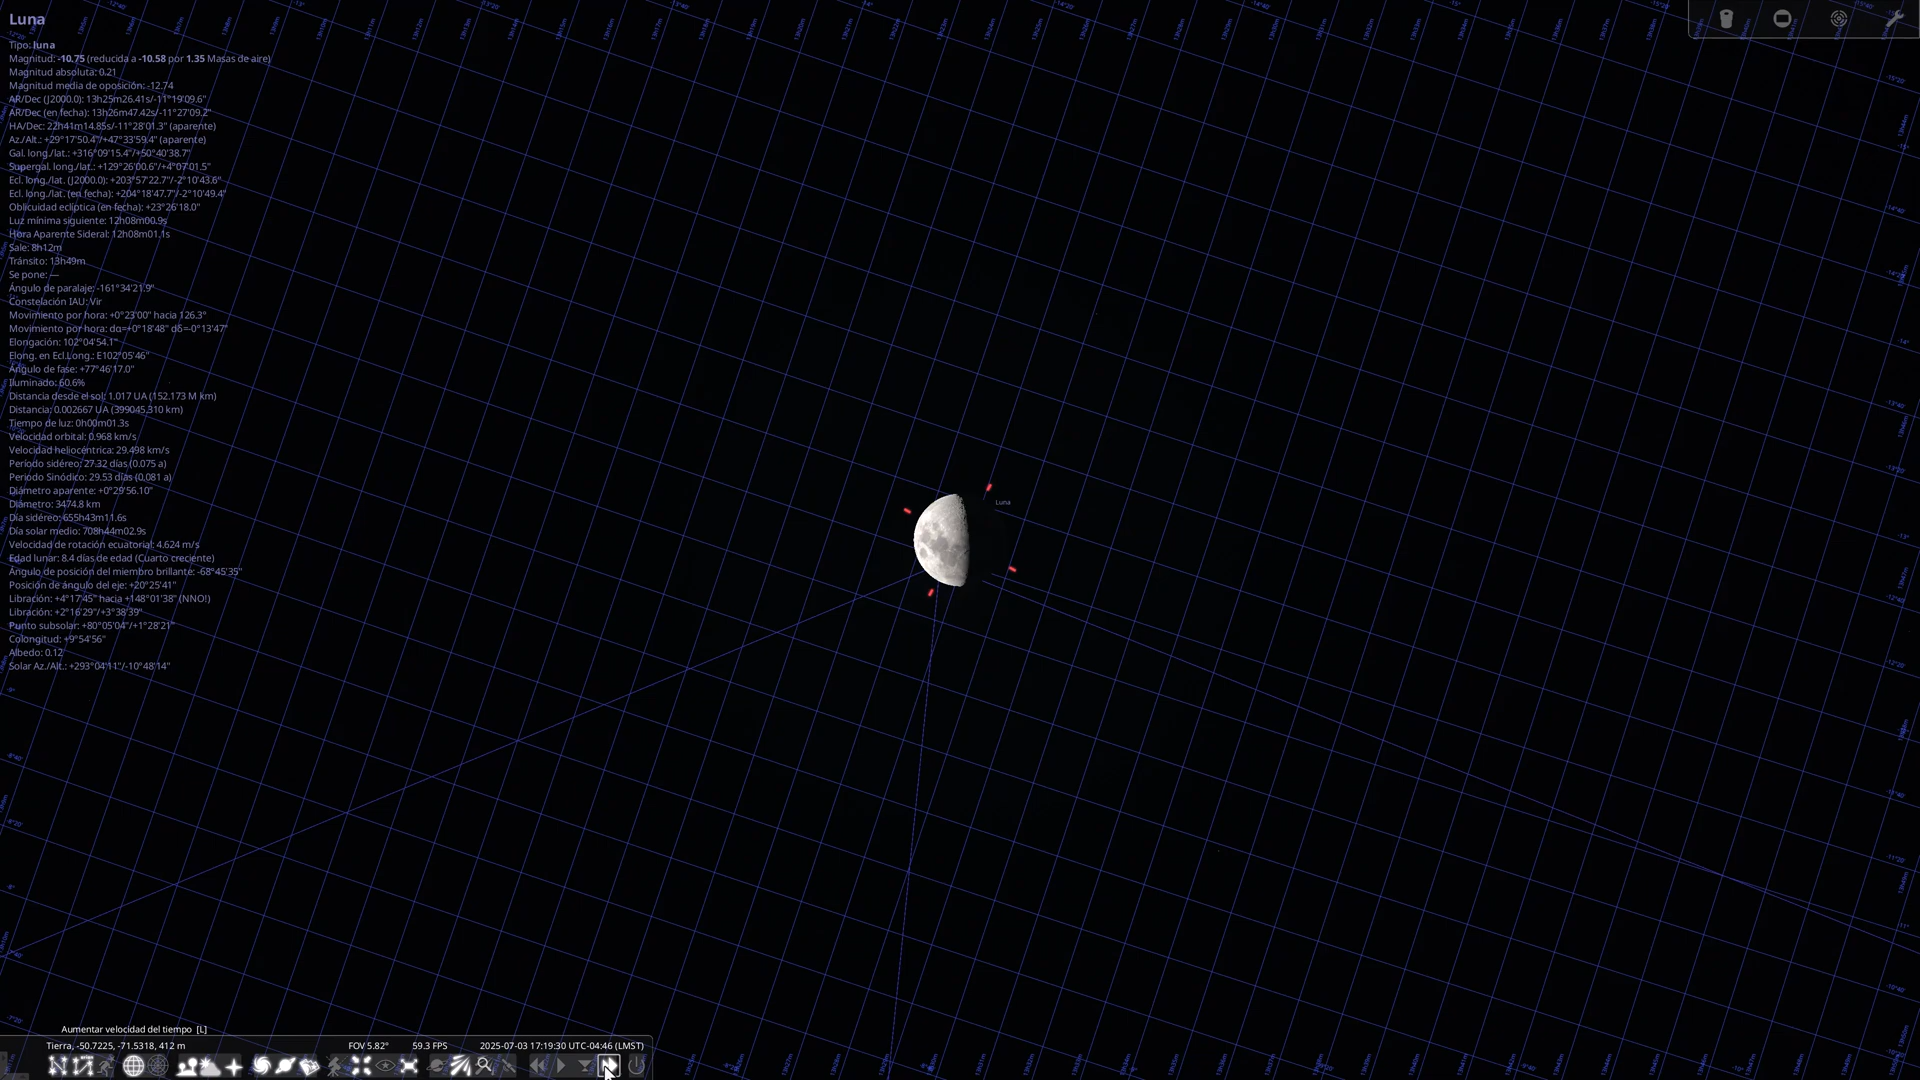 Luna
Tipo: luna
Magnitud: -10.75 (reducida a -10.58 por 1.35 Masas de aire)
Magnitud absoluta: 0.21
Magnitud media de oposición: -12.74
AR/Dec (J2000.0): 13h25m26.41s/-11°19'09.6"
AR/Dec (en fecha): 13h26m47.42s/-11°27'09.2"
HA/Dec: 22h41m14.85s/-11°28'01.3" (aparente)
Az./Alt.: +29°17'50.4"/+47°33'59.4" (aparente)
Gal. long./lat.: +316°09'15.4"/+50°40'38.7"
Supergal. long./lat.: +129°26'00.6"/+4°07'01.5"
Ecl. long./lat. (J2000.0): +203°57'22.7"/-2°10'43.6"
Ecl. long./lat. (en fecha): +204°18'47.7"/-2°10'49.4"
Oblicuidad eclíptica (en fecha): +23°26'18.0"
Luz mínima siguiente: 12h08m00.9s
Hora Aparente Sideral: 12h08m01.1s
Sale: 8h12m
Tránsito: 13h49m
Se pone: —
Ángulo de paralaje: -161°34'21.9"
Constelación IAU: Vir
Movimiento por hora: +0°23'00" hacia 126.3°
Movimiento por hora: dα=+0°18'48" dδ=-0°13'47"
Elongación: 102°04'54.1"
Elong. en Ecl.Long.: E102°05'46"
Ángulo de fase: +77°46'17.0"
Iluminado: 60.6%
Distancia desde el sol: 1.017 UA (152.173 M km)
Distancia: 0.002667 UA (399045.310 km)
Tiempo de luz: 0h00m01.3s
Velocidad orbital: 0.968 km/s
Velocidad heliocéntrica: 29.498 km/s
Período sidéreo: 27.32 días (0.075 a)
Período Sinódico: 29.53 días (0.081 a)
Diámetro aparente: +0°29'56.10"
Diámetro: 3474.8 km
Día sidéreo: 655h43m11.6s
Día solar medio: 708h44m02.9s
Velocidad de rotación ecuatorial: 4.624 m/s
Edad lunar: 8.4 días de edad (Cuarto creciente)
Ángulo de posición del miembro brillante: -68°45'35"
Posición de ángulo del eje: +20°25'41"
Libración: +4°17'45" hacia +148°01'38" (NNO!)
Libración: +2°16'29"/+3°38'39"
Punto subsolar: +80°05'04"/+1°28'21"
Colongitud: +9°54'56"
Albedo: 0.12
Solar Az./Alt.: +293°04'11"/-10°48'14"
Luna
Aumentar velocidad del tiempo [L]
Tierra, -50.7225, -71.5318, 412 m FOV 5.82° 59.3 FPS 2025-07-03 17:19:30 UTC-04:46 (LMST)